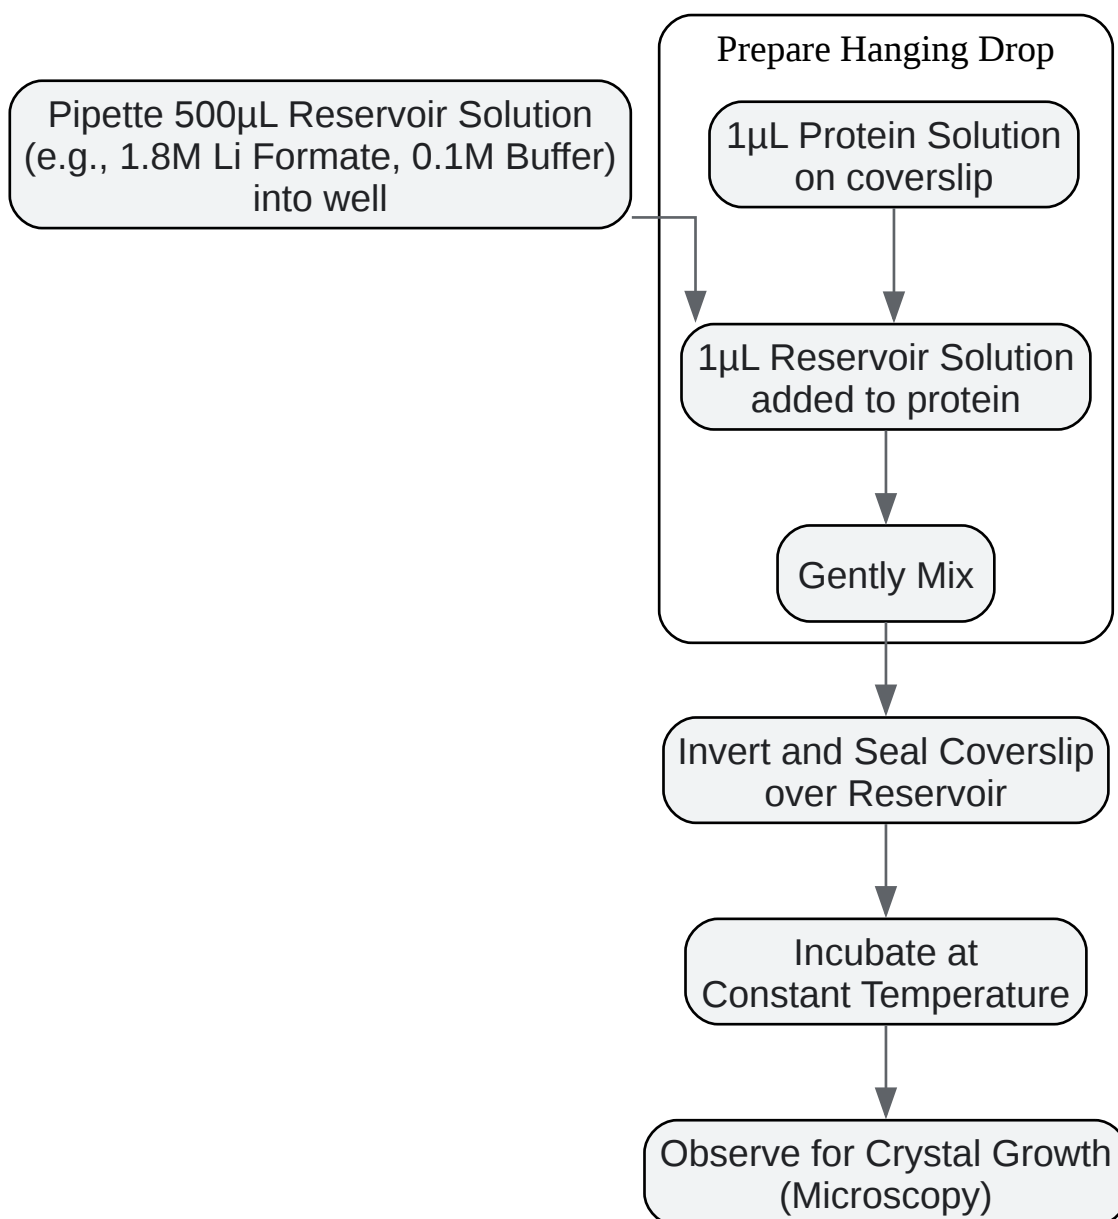 Prepare Hanging Drop
Pipette 500µL Reservoir Solution
(e.g., 1.8M Li Formate, 0.1M Buffer)
into well
1µL Protein Solution
on coverslip
1µL Reservoir Solution
added to protein
Gently Mix
Invert and Seal Coverslip
over Reservoir
Incubate at
Constant Temperature
Observe for Crystal Growth
(Microscopy)